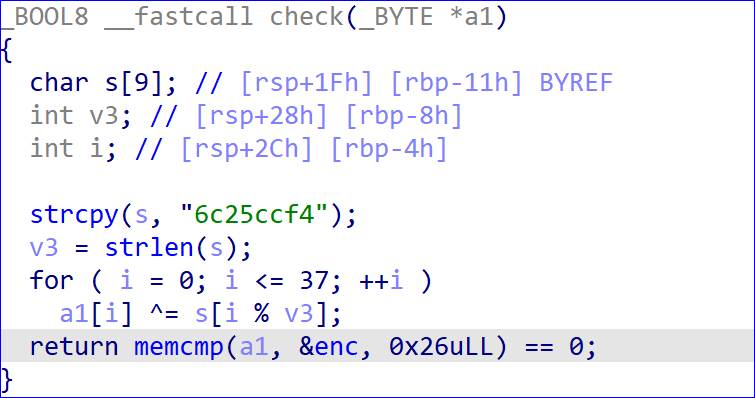 _BOOL8 __fastcall check(_BYTE *a1)
{
  char s[9]; // [rsp+1Fh] [rbp-11h] BYREF
  int v3; // [rsp+28h] [rbp-8h]
  int i; // [rsp+2Ch] [rbp-4h]

  strcpy(s, "6c25ccf4");
  v3 = strlen(s);
  for ( i = 0; i <= 37; ++i )
    a1[i] ^= s[i % v3];
  return memcmp(a1, &enc, 0x26uLL) == 0;
}